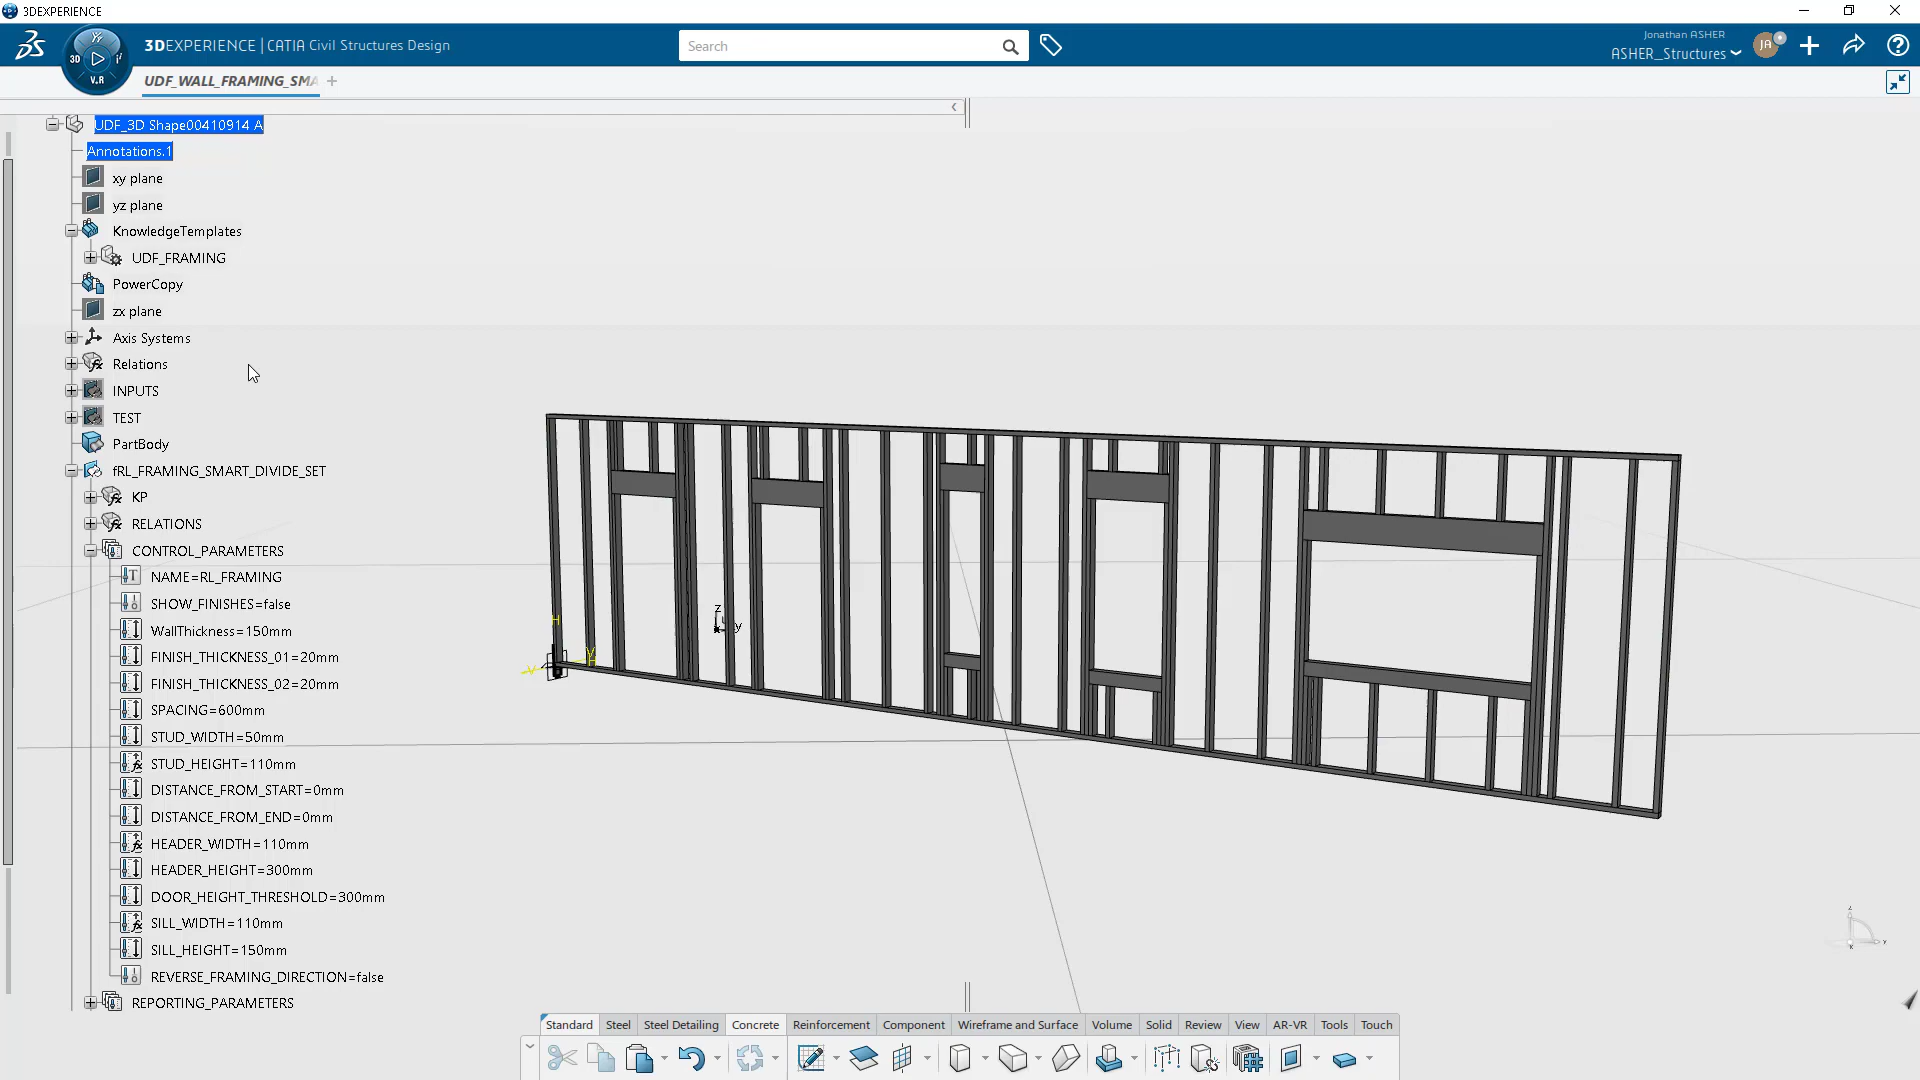 3DEXPERIENCE
3DEXPERIENCE | CATIA Civil Structures Design
Search
Jonathan ASHER
ASHER_Structures
JA
3D
V.R
UDF_WALL_FRAMING_SMA
UDF_3D Shape00410914 A
Annotations.1
xy plane
yz plane
KnowledgeTemplates
UDF_FRAMING
PowerCopy
zx plane
Axis Systems
Relations
INPUTS
TEST
PartBody
fRL_FRAMING_SMART_DIVIDE_SET
KP
RELATIONS
CONTROL_PARAMETERS
NAME=RL_FRAMING
SHOW_FINISHES=false
WallThickness=150mm
FINISH_THICKNESS_01=20mm
FINISH_THICKNESS_02=20mm
SPACING=600mm
STUD_WIDTH=50mm
STUD_HEIGHT=110mm
DISTANCE_FROM_START=0mm
DISTANCE_FROM_END=0mm
HEADER_WIDTH=110mm
HEADER_HEIGHT=300mm
DOOR_HEIGHT_THRESHOLD=300mm
SILL_WIDTH=110mm
SILL_HEIGHT=150mm
REVERSE_FRAMING_DIRECTION=false
REPORTING_PARAMETERS
z
y
H
V
Standard Steel Steel Detailing Concrete Reinforcement Component Wireframe and Surface Volume Solid Review View AR-VR Tools Touch